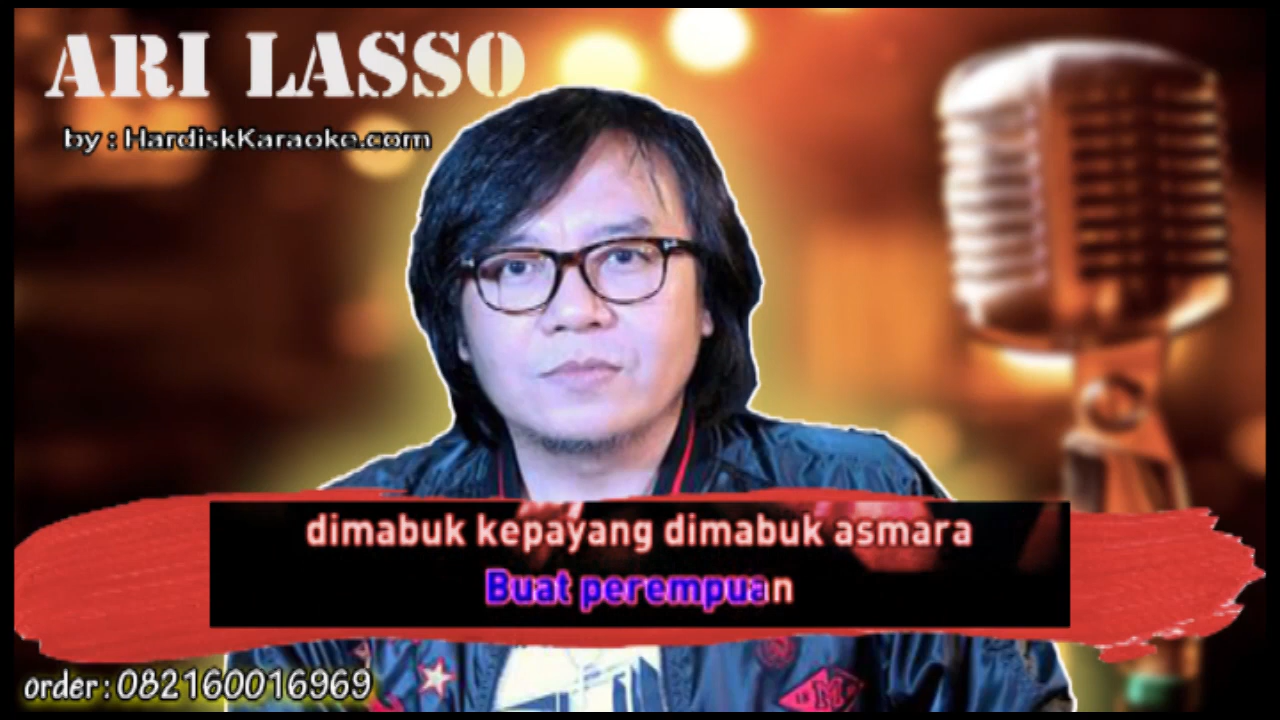 ARI LASSO
by : HardiskKaraoke.com
dimabuk kepayang dimabuk asmara
Buat perempuan
order : 082160016969